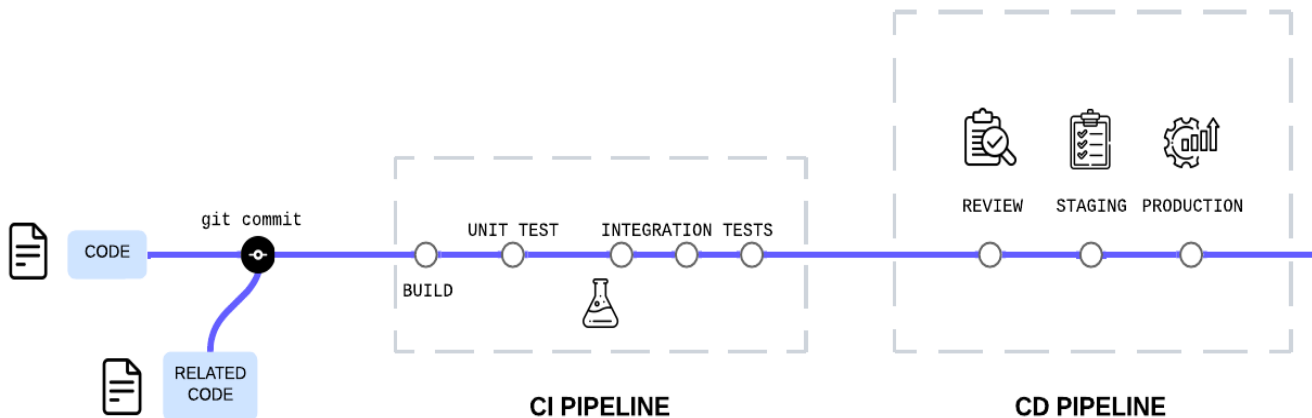 CODE
git commit
RELATED
CODE
BUILD
UNIT TEST
INTEGRATION TESTS
CI PIPELINE
REVIEW
STAGING
PRODUCTION
CD PIPELINE